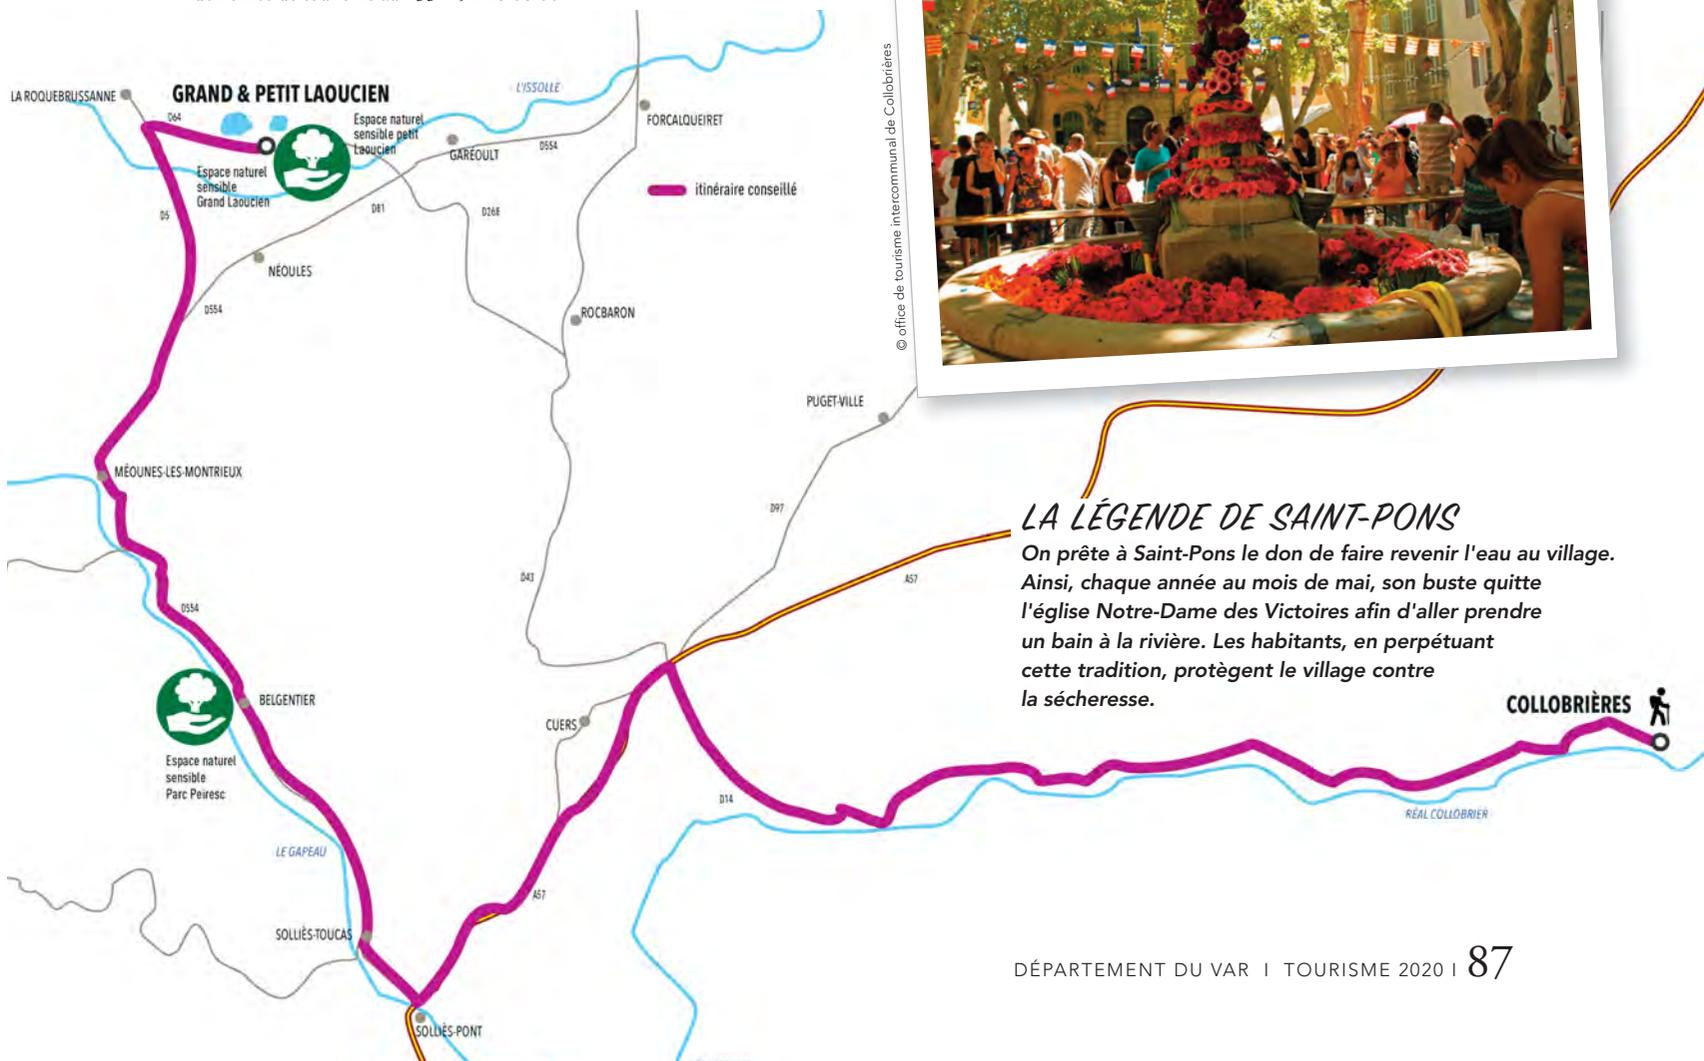 LA ROQUEBRUSSANNE
GRAND & PETIT LAOUCIEN
L'ISSOLLE
D64
Espace naturel
sensible petit
Laoucien
FORCALQUEIRET
GARÉOULT
D554
Espace naturel
sensible
Grand Laoucien
itinéraire conseillé
D5
D81
D268
NÉOULES
D554
ROCBARON
© office de tourisme intercommunal de Collobrières
PUGET-VILLE
MÉOUNES-LES-MONTRIEUX
D97
LA LÉGENDE DE SAINT-PONS
On prête à Saint-Pons le don de faire revenir l'eau au village.
Ainsi, chaque année au mois de mai, son buste quitte
l'église Notre-Dame des Victoires afin d'aller prendre
un bain à la rivière. Les habitants, en perpétuant
cette tradition, protègent le village contre
la sécheresse.
D43
A57
D554
BELGENTIER
CUERS
COLLOBRIÈRES
Espace naturel
sensible
Parc Peiresc
D14
RÉAL COLLOBRIER
LE GAPEAU
A57
SOLLIÈS-TOUCAS
SOLLIÈS-PONT
DÉPARTEMENT DU VAR I TOURISME 2020 I 87